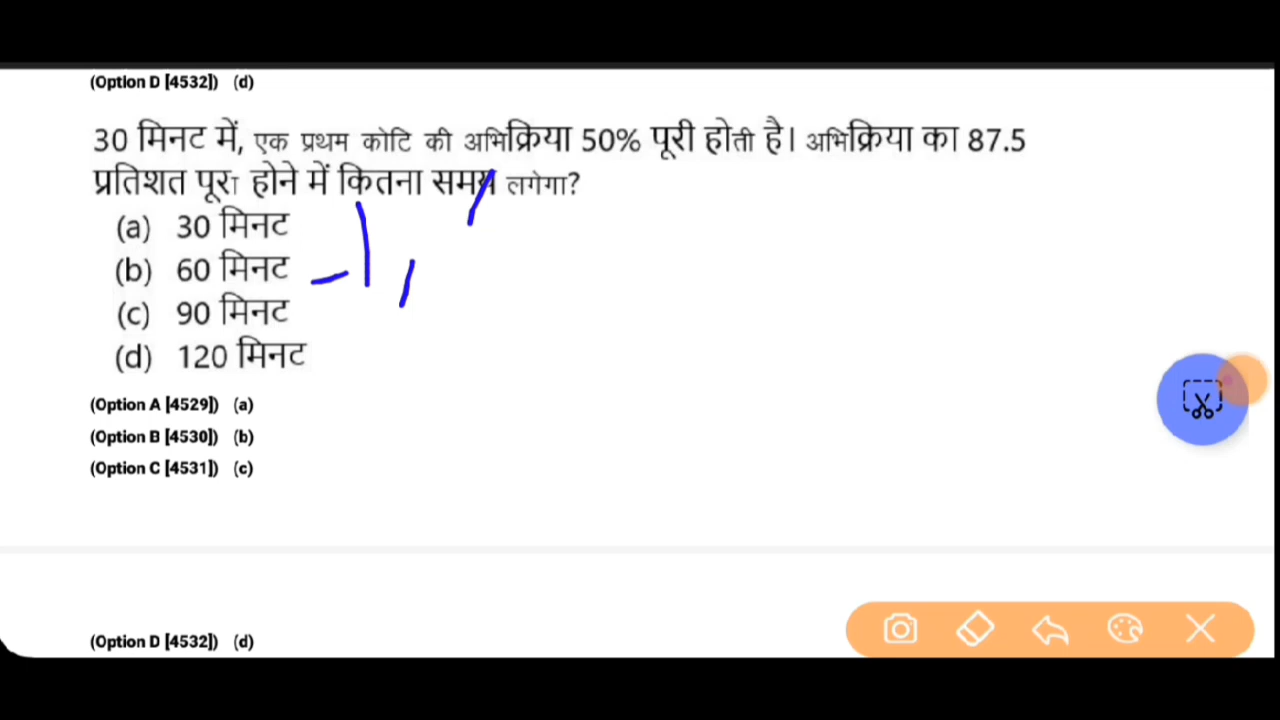 (Option D [4532]) (d)
30 मिनट में, एक प्रथम कोटि की अभिक्रिया 50% पूरी होती है। अभिक्रिया का 87.5
प्रतिशत पूरा होने में कितना समय लगेगा?
(a) 30 मिनट
(b) 60 मिनट
(c) 90 मिनट
(d) 120 मिनट
(Option A [4529]) (a)
(Option B [4530]) (b)
(Option C [4531]) (c)
(Option D [4532]) (d)